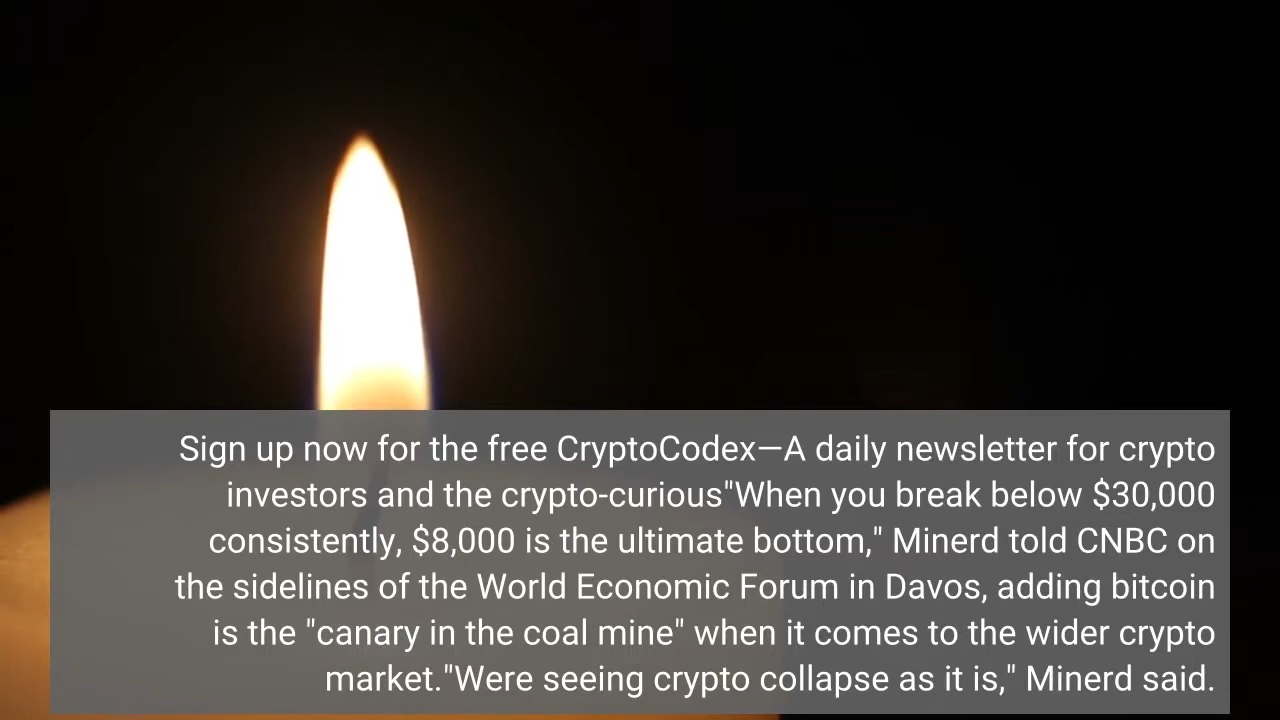 Sign up now for the free CryptoCodex—A daily newsletter for crypto
investors and the crypto-curious"When you break below $30,000
consistently, $8,000 is the ultimate bottom," Minerd told CNBC on
the sidelines of the World Economic Forum in Davos, adding bitcoin
is the "canary in the coal mine" when it comes to the wider crypto
market."Were seeing crypto collapse as it is," Minerd said.